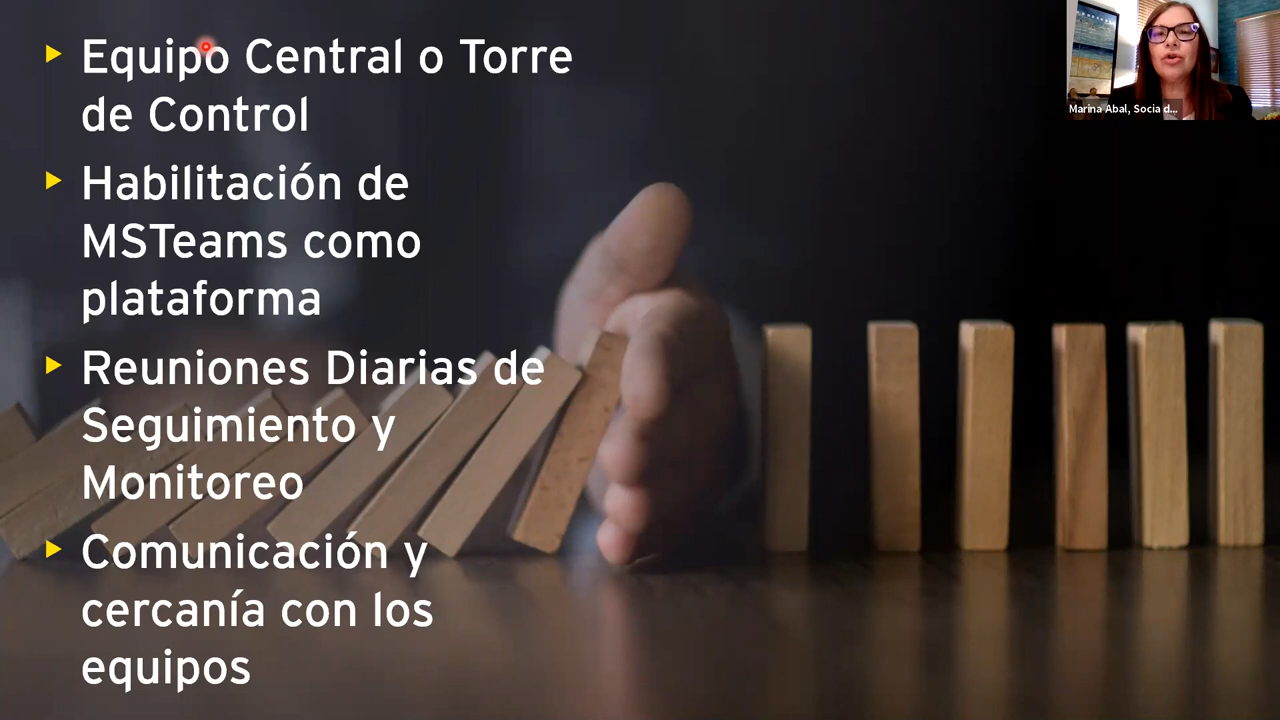 Equipo Central o Torre
de Control
Habilitación de
MSTeams como
plataforma
Reuniones Diarias de
Seguimiento y
Monitoreo
Comunicación y
cercanía con los
equipos
Marina Abal, Socia d...